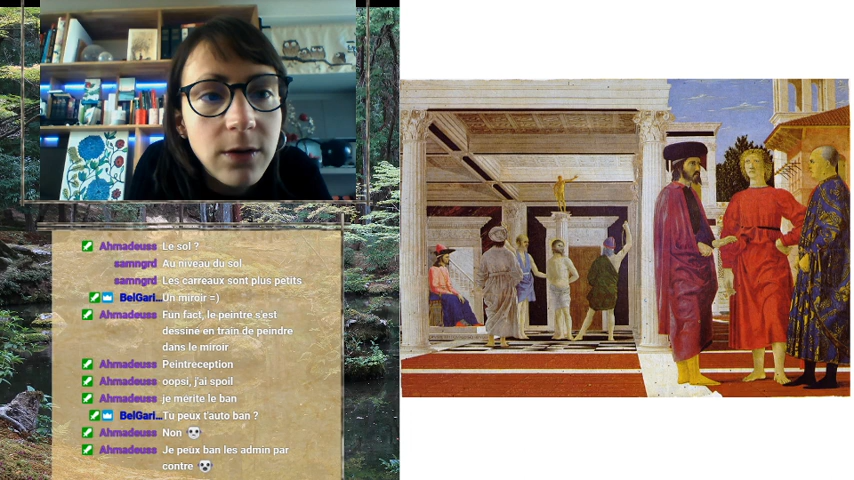 Ahmadeuss Le sol ?
samngrd Au niveau du sol
samngrd Les carreaux sont plus petits
BelGari... Un miroir =)
Ahmadeuss Fun fact, le peintre s'est
dessiné en train de peindre
dans le miroir
Ahmadeuss Peintreception
Ahmadeuss oopsi, j'ai spoil
Ahmadeuss je mérite le ban
BelGari... Tu peux t'auto ban ?
Ahmadeuss Non
Ahmadeuss Je peux ban les admin par
contre